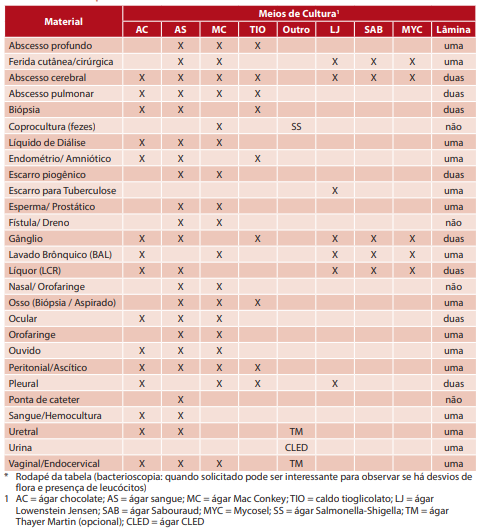 Material Meios de Cultura¹
AC AS MC TIO Outro LJ SAB MYC Lâmina
Abscesso profundo X X X uma
Ferida cutânea/cirúrgica X X X X X uma
Abscesso cerebral X X X X X X X duas
Abscesso pulmonar X X X X duas
Biópsia X X X duas
Coprocultura (fezes) X SS não
Líquido de Diálise X X X uma
Endométrio/ Amniótico X X X uma
Escarro piogênico X X duas
Escarro para Tuberculose X uma
Esperma/ Prostático X X uma
Fístula/ Dreno X X não
Gânglio X X X X X X duas
Lavado Brônquico (BAL) X X X X X uma
Líquor (LCR) X X X X X duas
Nasal/ Orofaringe X X não
Osso (Biópsia / Aspirado) X X X uma
Ocular X X X duas
Orofaringe X X uma
Ouvido X X X uma
Peritonial/Ascítico X X X X uma
Pleural X X X X duas
Ponta de cateter X não
Sangue/Hemocultura X X uma
Uretral X X TM uma
Urina CLED uma
Vaginal/Endocervical X X X TM uma
* Rodapé da tabela (bacterioscopia: quando solicitado pode ser interessante para observar se há desvios de
flora e presença de leucócitos)
1 AC = ágar chocolate; AS = ágar sangue; MC = ágar Mac Conkey; TIO = caldo tioglicolato; LJ = ágar
Lowenstein Jensen; SAB = ágar Sabouraud; MYC = Mycosel; SS = ágar Salmonella-Shigella; TM = ágar
Thayer Martin (opcional); CLED = ágar CLED